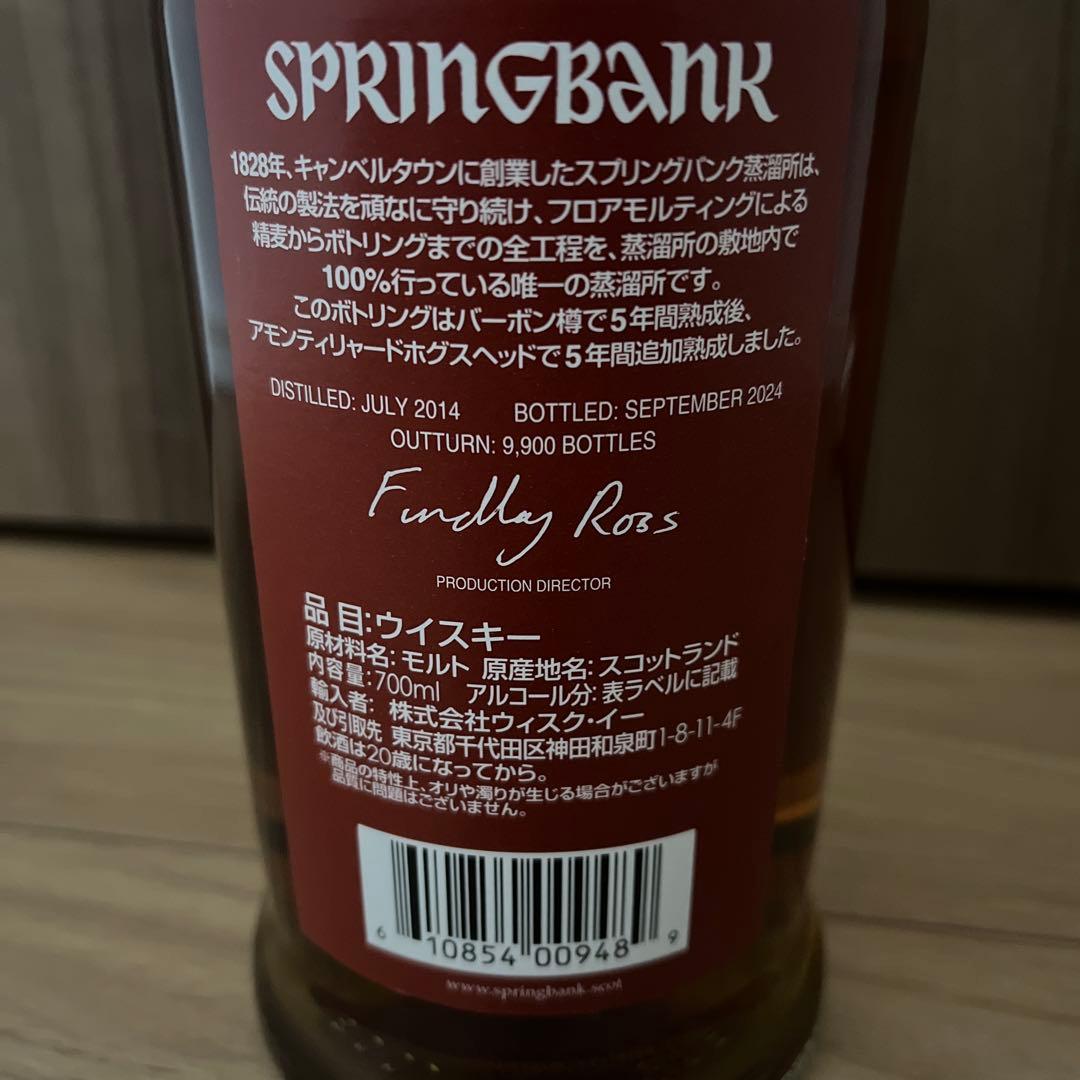 SPRINGBANK
1828年、キャンベルタウンに創業したスプリングバンク蒸溜所は、
伝統の製法を頑なに守り続け、フロアモルティングによる
精麦からボトリングまでの全工程を、蒸溜所の敷地内で
100%行っている唯一の蒸溜所です。
このボトリングはバーボン樽で5年間熟成後、
アモンティリャードホグスヘッドで5年間追加熟成しました。
DISTILLED: JULY 2014 BOTTLED: SEPTEMBER 2024
OUTTURN: 9,900 BOTTLES
Findlay Ross
PRODUCTION DIRECTOR
品 目:ウイスキー
原材料名: モルト 原産地名: スコットランド
内容量:700ml アルコール分: 表ラベルに記載
輸入者: 株式会社ウィスク・イー
及び引取先 東京都千代田区神田和泉町1-8-11-4F
飲酒は20歳になってから。
※商品の特性上、オリや濁りが生じる場合がございますが
品質に問題はございません。
6 10854 00948 9
www.springbank.scot